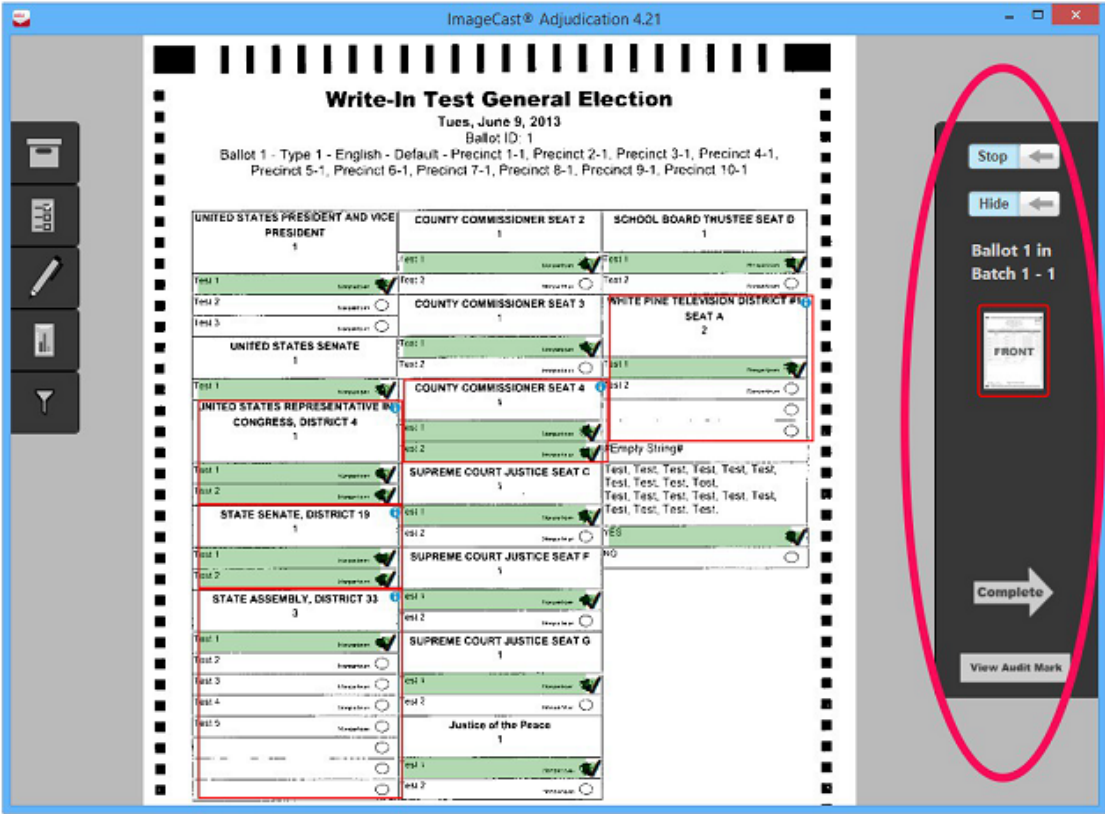 ImageCast® Adjudication 4.21
Write-In Test General Election
Tues, June 9, 2013
Ballot ID: 1
Ballot 1 - Type 1 - English - Default - Precinct 1-1, Precinct 2-1, Precinct 3-1, Precinct 4-1,
Precinct 5-1, Precinct 6-1, Precinct 7-1, Precinct 8-1, Precinct 9-1, Precinct 10-1
UNITED STATES PRESIDENT AND VICE
PRESIDENT
1
Test 1
Test 2
Test 3
UNITED STATES SENATE
1
Test 1
UNITED STATES REPRESENTATIVE IN
CONGRESS, DISTRICT 4
1
Test 1
Test 2
STATE SENATE, DISTRICT 19
1
Test 1
Test 2
STATE ASSEMBLY, DISTRICT 33
3
Test 1
Test 2
Test 3
Test 4
Test 5
COUNTY COMMISSIONER SEAT 2
1
Test 1
Test 2
COUNTY COMMISSIONER SEAT 3
1
Test 1
Test 2
COUNTY COMMISSIONER SEAT 4
1
Test 1
Test 2
SUPREME COURT JUSTICE SEAT C
1
Test 1
Test 2
SUPREME COURT JUSTICE SEAT F
1
Test 1
Test 2
SUPREME COURT JUSTICE SEAT G
1
Test 1
Test 2
Justice of the Peace
1
Test 1
Test 2
SCHOOL BOARD TRUSTEE SEAT D
1
Test 1
Test 2
WHITE PINE TELEVISION DISTRICT #1
SEAT A
2
Test 1
Test 2
#Empty String#
Test, Test, Test, Test, Test, Test,
Test, Test, Test, Test,
Test, Test, Test, Test, Test, Test,
Test, Test, Test, Test.
YES
NO
Stop
Hide
Ballot 1 in
Batch 1 - 1
FRONT
Complete
View Audit Mark